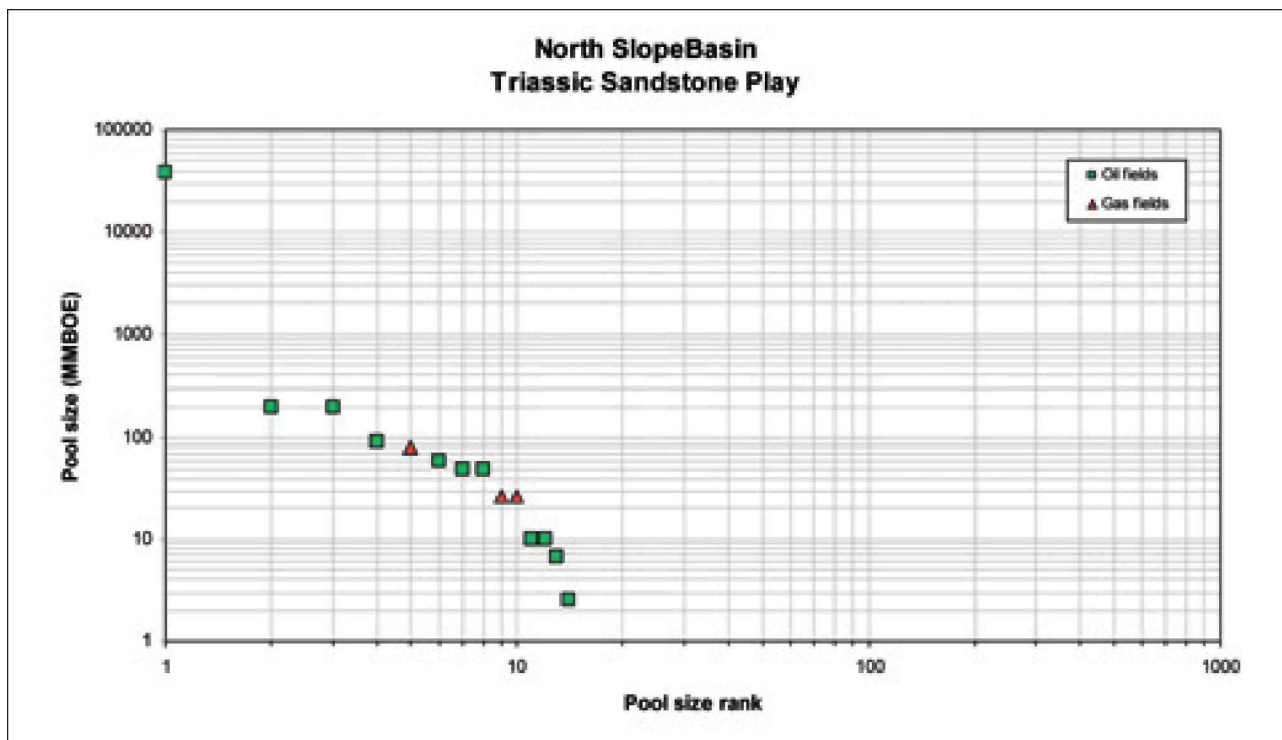 North SlopeBasin
Triassic Sandstone Play
100000
10000
1000
100
10
1
Pool size (MMBOE)
Oil fields
Gas fields
1 10 100 1000
Pool size rank